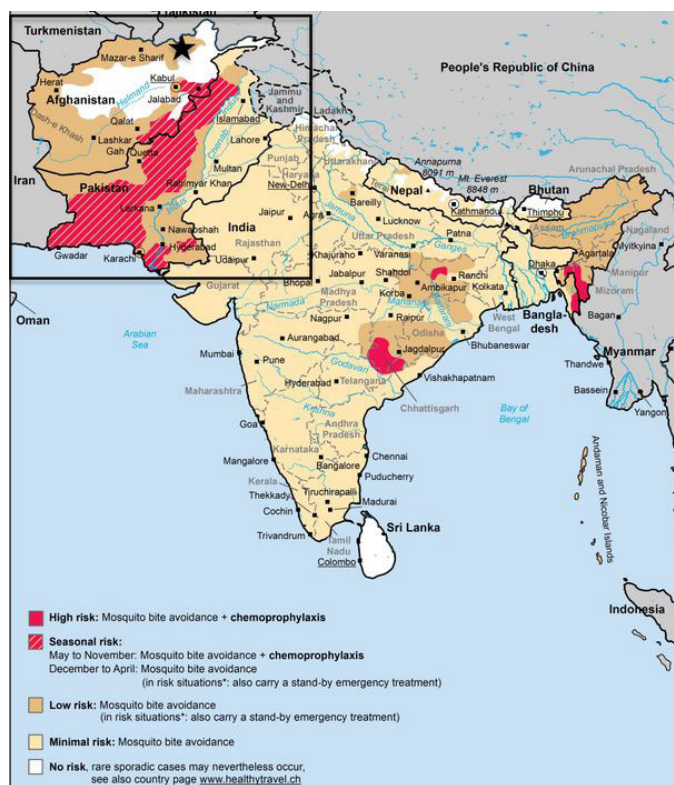 Tajikistan
Turkmenistan
People's Republic of China
Mazar-e Sharif
Herat
Kabul
Jalabad
Afghanistan
Helmand
Indus
Jammu
and
Kashmir
Ladakh
Dash-e Khash
Qalat
Islamabad
Lashkar
Gah
Chenab
Himachal
Pradesh
Quetta
Lahore
Punjab
Uttarakhand
Annapurna
8091 m
Mt. Everest
8848 m
Arunachal Pradesh
Iran
Multan
Haryana
Pakistan
Rahimyar Khan
New-Delhi
Terai
Nepal
Bhutan
Bareilly
Kathmandu
Thimphu
Larkana
Indus
India
Jaipur
Agra
Jamuna
Lucknow
Assam
Brahmaputra
Nagaland
Nawabshah
Rajasthan
Uttar Pradesh
Ganges
Patna
Myitkyina
Hyderabad
Khajuraho
Varanasi
Dhaka
Agartala
Manipur
Gwadar
Karachi
Udaipur
Jabalpur
Shahdol
Ranchi
Mizoram
Gujarat
Bhopal
Madhya
Pradesh
Korba
Ambikapur
Kolkata
Oman
Narmada
Mahanadi
Baitarani
West
Bengal
Bangla-
desh
Bagan
Arabian
Sea
Nagpur
Raipur
Odisha
Bhubaneswar
Myanmar
Aurangabad
Jagdalpur
Thandwe
Mumbai
Pune
Godavari
Vishakhapatnam
Bassein
Yangon
Maharashtra
Hyderabad
Telangana
Chhattisgarh
Bay of
Bengal
Krishna
Goa
Andhra
Pradesh
Karnataka
Chennai
Mangalore
Bangalore
Puducherry
Kerala
Tiruchirapalli
Thekkady
Madurai
Cochin
Andaman and Nicobar Islands
Sri Lanka
Trivandrum
Tamil
Nadu
Colombo
Indonesia
High risk: Mosquito bite avoidance + chemoprophylaxis
Seasonal risk:
May to November: Mosquito bite avoidance + chemoprophylaxis
December to April: Mosquito bite avoidance
(in risk situations*: also carry a stand-by emergency treatment)
Low risk: Mosquito bite avoidance
(in risk situations*: also carry a stand-by emergency treatment)
Minimal risk: Mosquito bite avoidance
No risk, rare sporadic cases may nevertheless occur,
see also country page www.healthytravel.ch